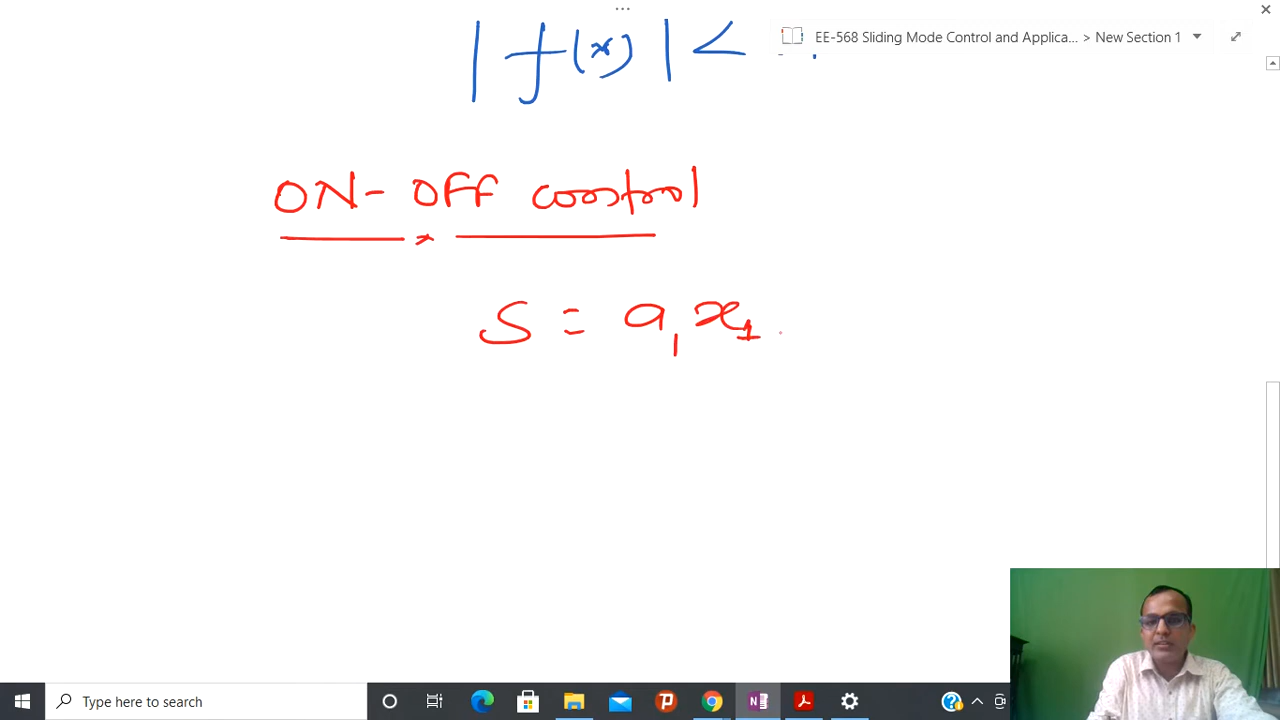 | f(x) | <
EE-568 Sliding Mode Control and Applica... > New Section 1
ON-OFF control
S = a₁x₁
Type here to search